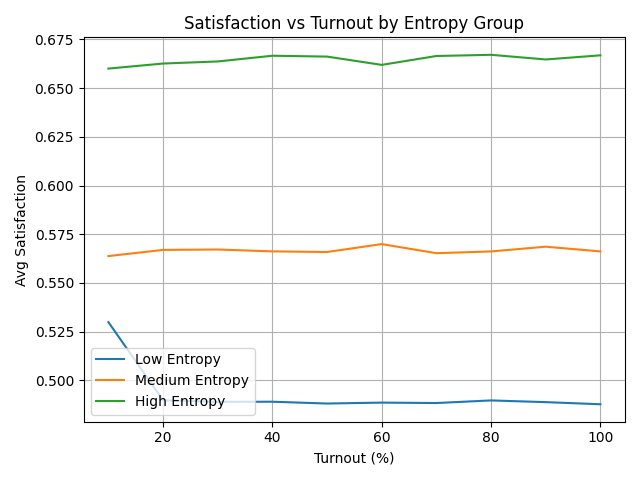 Satisfaction vs Turnout by Entropy Group
0.675
0.650
0.625
0.600
0.575
0.550
0.525
0.500
Avg Satisfaction
Low Entropy
Medium Entropy
High Entropy
20
40
60
80
100
Turnout (%)